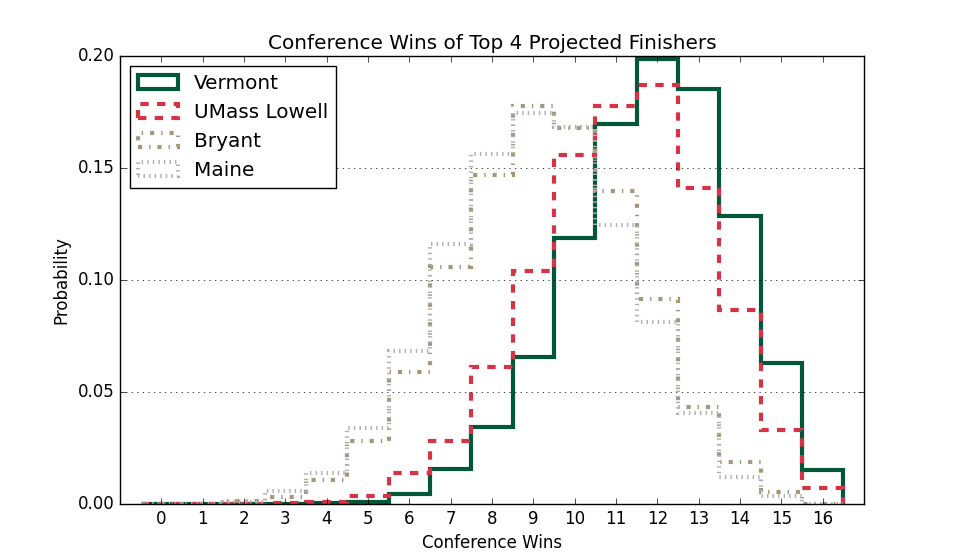 Conference Wins of Top 4 Projected Finishers
0.20
0.15
0.10
0.05
0.00
Probability
Vermont
UMass Lowell
Bryant
Maine
0 1 2 3 4 5 6 7 8 9 10 11 12 13 14 15 16
Conference Wins